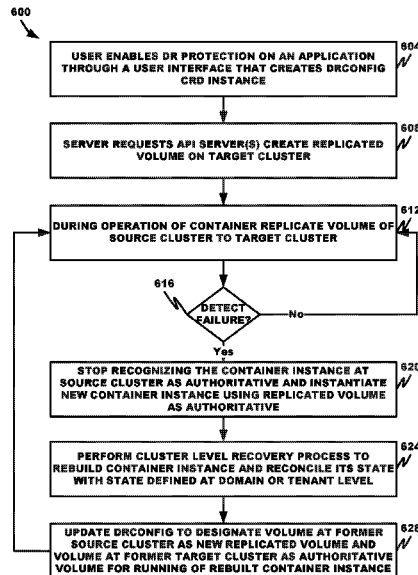 600
604
USER ENABLES DR PROTECTION ON AN APPLICATION
THROUGH A USER INTERFACE THAT CREATES DRCONFIG
CRD INSTANCE
608
SERVER REQUESTS API SERVER(S) CREATE REPLICATED
VOLUME ON TARGET CLUSTER
612
DURING OPERATION OF CONTAINER REPLICATE VOLUME OF
SOURCE CLUSTER TO TARGET CLUSTER
616
DETECT
FAILURE?
No
Yes
620
STOP RECOGNIZING THE CONTAINER INSTANCE AT
SOURCE CLUSTER AS AUTHORITATIVE AND INSTANTIATE
NEW CONTAINER INSTANCE USING REPLICATED VOLUME
AS AUTHORITATIVE
624
PERFORM CLUSTER LEVEL RECOVERY PROCESS TO
REBUILD CONTAINER INSTANCE AND RECONCILE ITS STATE
WITH STATE DEFINED AT DOMAIN OR TENANT LEVEL
628
UPDATE DRCONFIG TO DESIGNATE VOLUME AT FORMER
SOURCE CLUSTER AS NEW REPLICATED VOLUME AND
VOLUME AT FORMER TARGET CLUSTER AS AUTHORITATIVE
VOLUME FOR RUNNING OF REBUILT CONTAINER INSTANCE